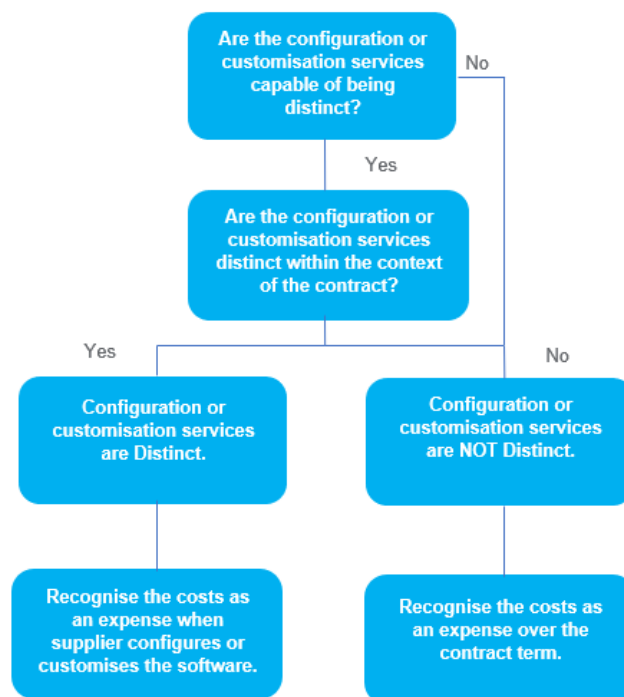 Are the configuration or
customisation services
capable of being
distinct?
No
Yes
Are the configuration or
customisation services
distinct within the context
of the contract?
Yes
No
Configuration or
customisation services
are Distinct.
Configuration or
customisation services
are NOT Distinct.
Recognise the costs as
an expense when
supplier configures or
customises the software.
Recognise the costs as
an expense over the
contract term.